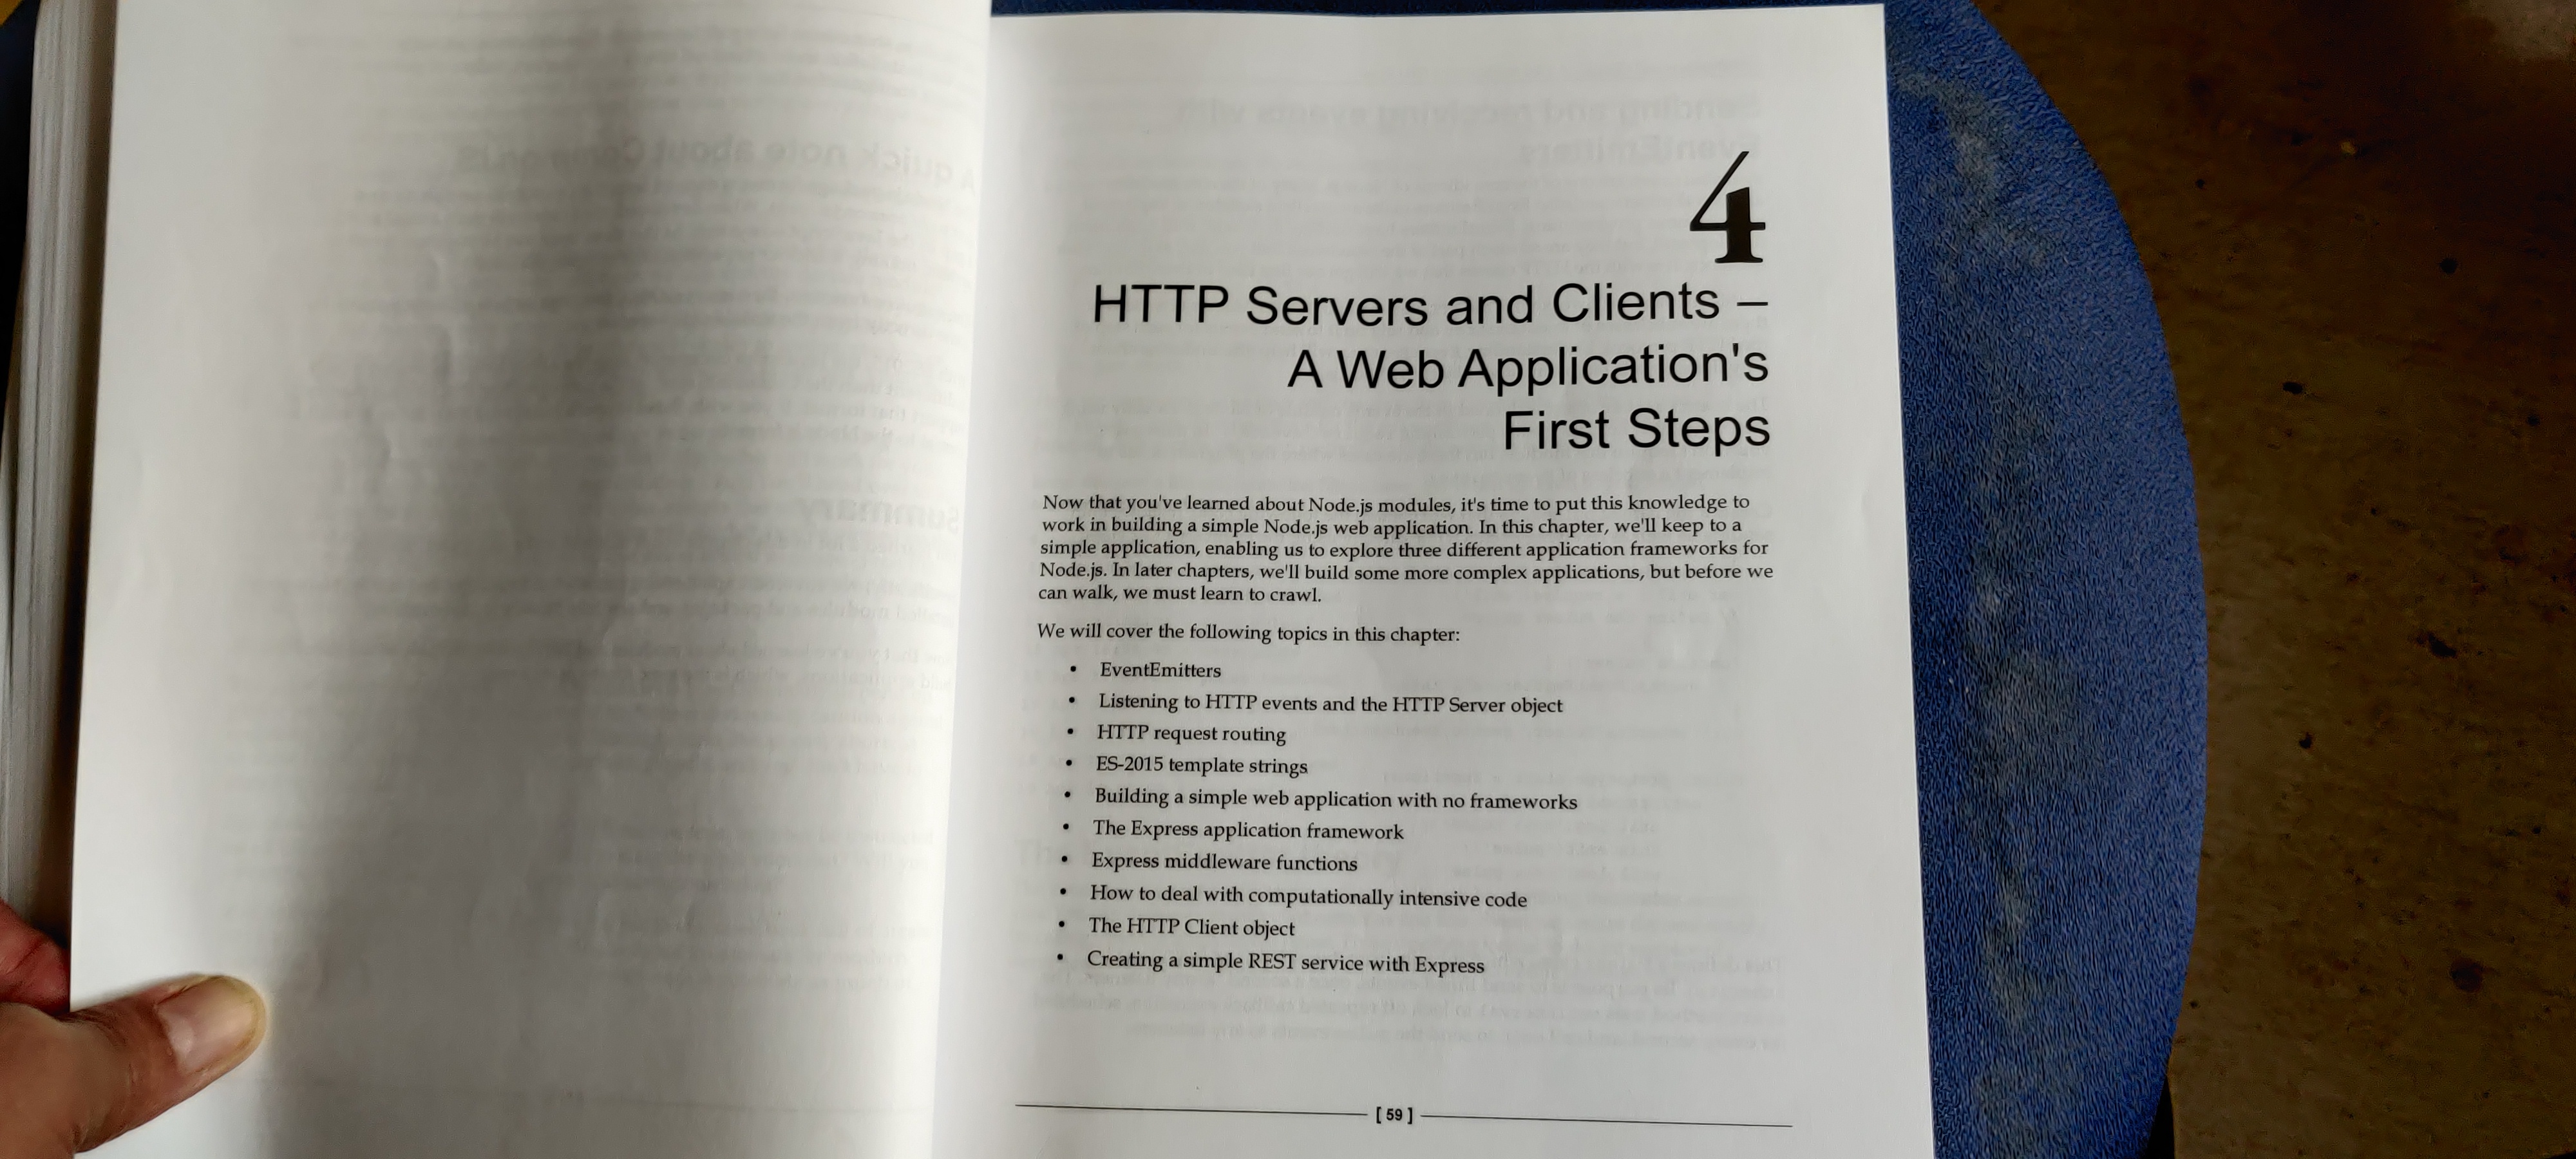 4
HTTP Servers and Clients –
A Web Application's
First Steps
Now that you've learned about Node.js modules, it's time to put this knowledge to
work in building a simple Node.js web application. In this chapter, we'll keep to a
simple application, enabling us to explore three different application frameworks for
Node.js. In later chapters, we'll build some more complex applications, but before we
can walk, we must learn to crawl.
We will cover the following topics in this chapter:
• EventEmitters
• Listening to HTTP events and the HTTP Server object
• HTTP request routing
• ES-2015 template strings
• Building a simple web application with no frameworks
• The Express application framework
• Express middleware functions
• How to deal with computationally intensive code
• The HTTP Client object
• Creating a simple REST service with Express
[ 59 ]